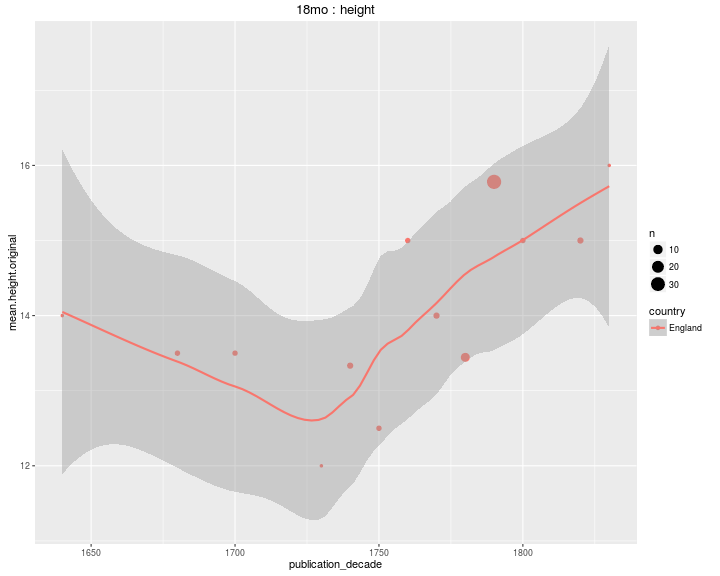 18mo : height
mean.height.original
16
14
12
1650
1700
1750
1800
publication_decade
n
10
20
30
country
England